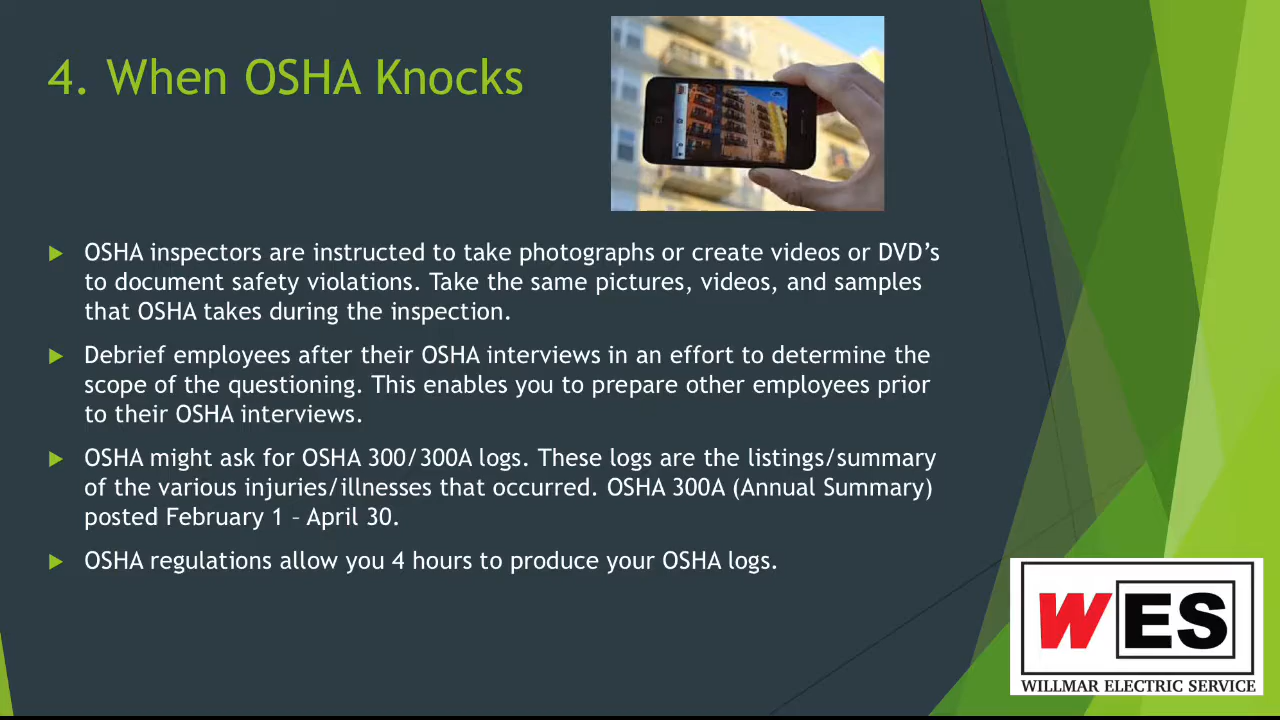 4. When OSHA Knocks
OSHA inspectors are instructed to take photographs or create videos or DVD’s
to document safety violations. Take the same pictures, videos, and samples
that OSHA takes during the inspection.
Debrief employees after their OSHA interviews in an effort to determine the
scope of the questioning. This enables you to prepare other employees prior
to their OSHA interviews.
OSHA might ask for OSHA 300/300A logs. These logs are the listings/summary
of the various injuries/illnesses that occurred. OSHA 300A (Annual Summary)
posted February 1 – April 30.
OSHA regulations allow you 4 hours to produce your OSHA logs.
WES
WILLMAR ELECTRIC SERVICE